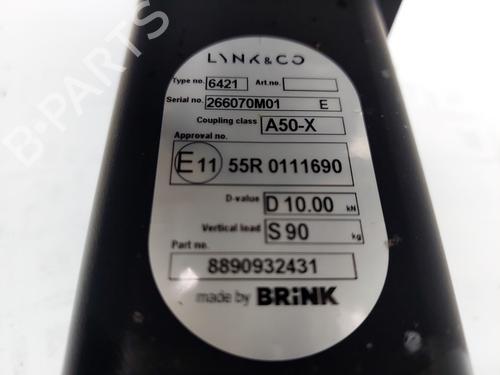 LYNK&CO
Type no. 6421 Art.no.
Serial no. 266070M01 E
Coupling class A50-X
Approval no.
E 11 55R 0111690
D-value D 10.00 kN
Vertical load S 90 kg
Part no.
8890932431
made by BRINK
B-PARTS